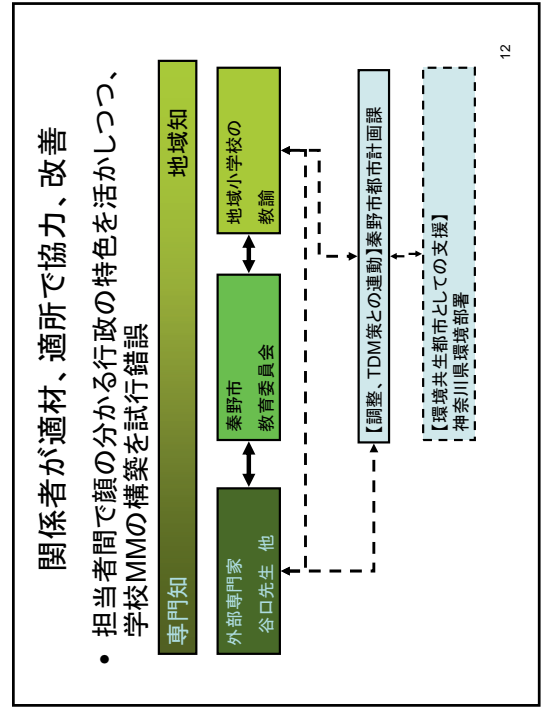 関係者が適材、適所で協力、改善
• 担当者間で顔の分かる行政の特色を活かしつつ、
学校MMの構築を試行錯誤
専門知 地域知
外部専門家
谷口先生 他
秦野市
教育委員会
地域小学校の
教諭
【調整、TDM策との連動】秦野市都市計画課
【環境共生都市としての支援】
神奈川県環境部署
12